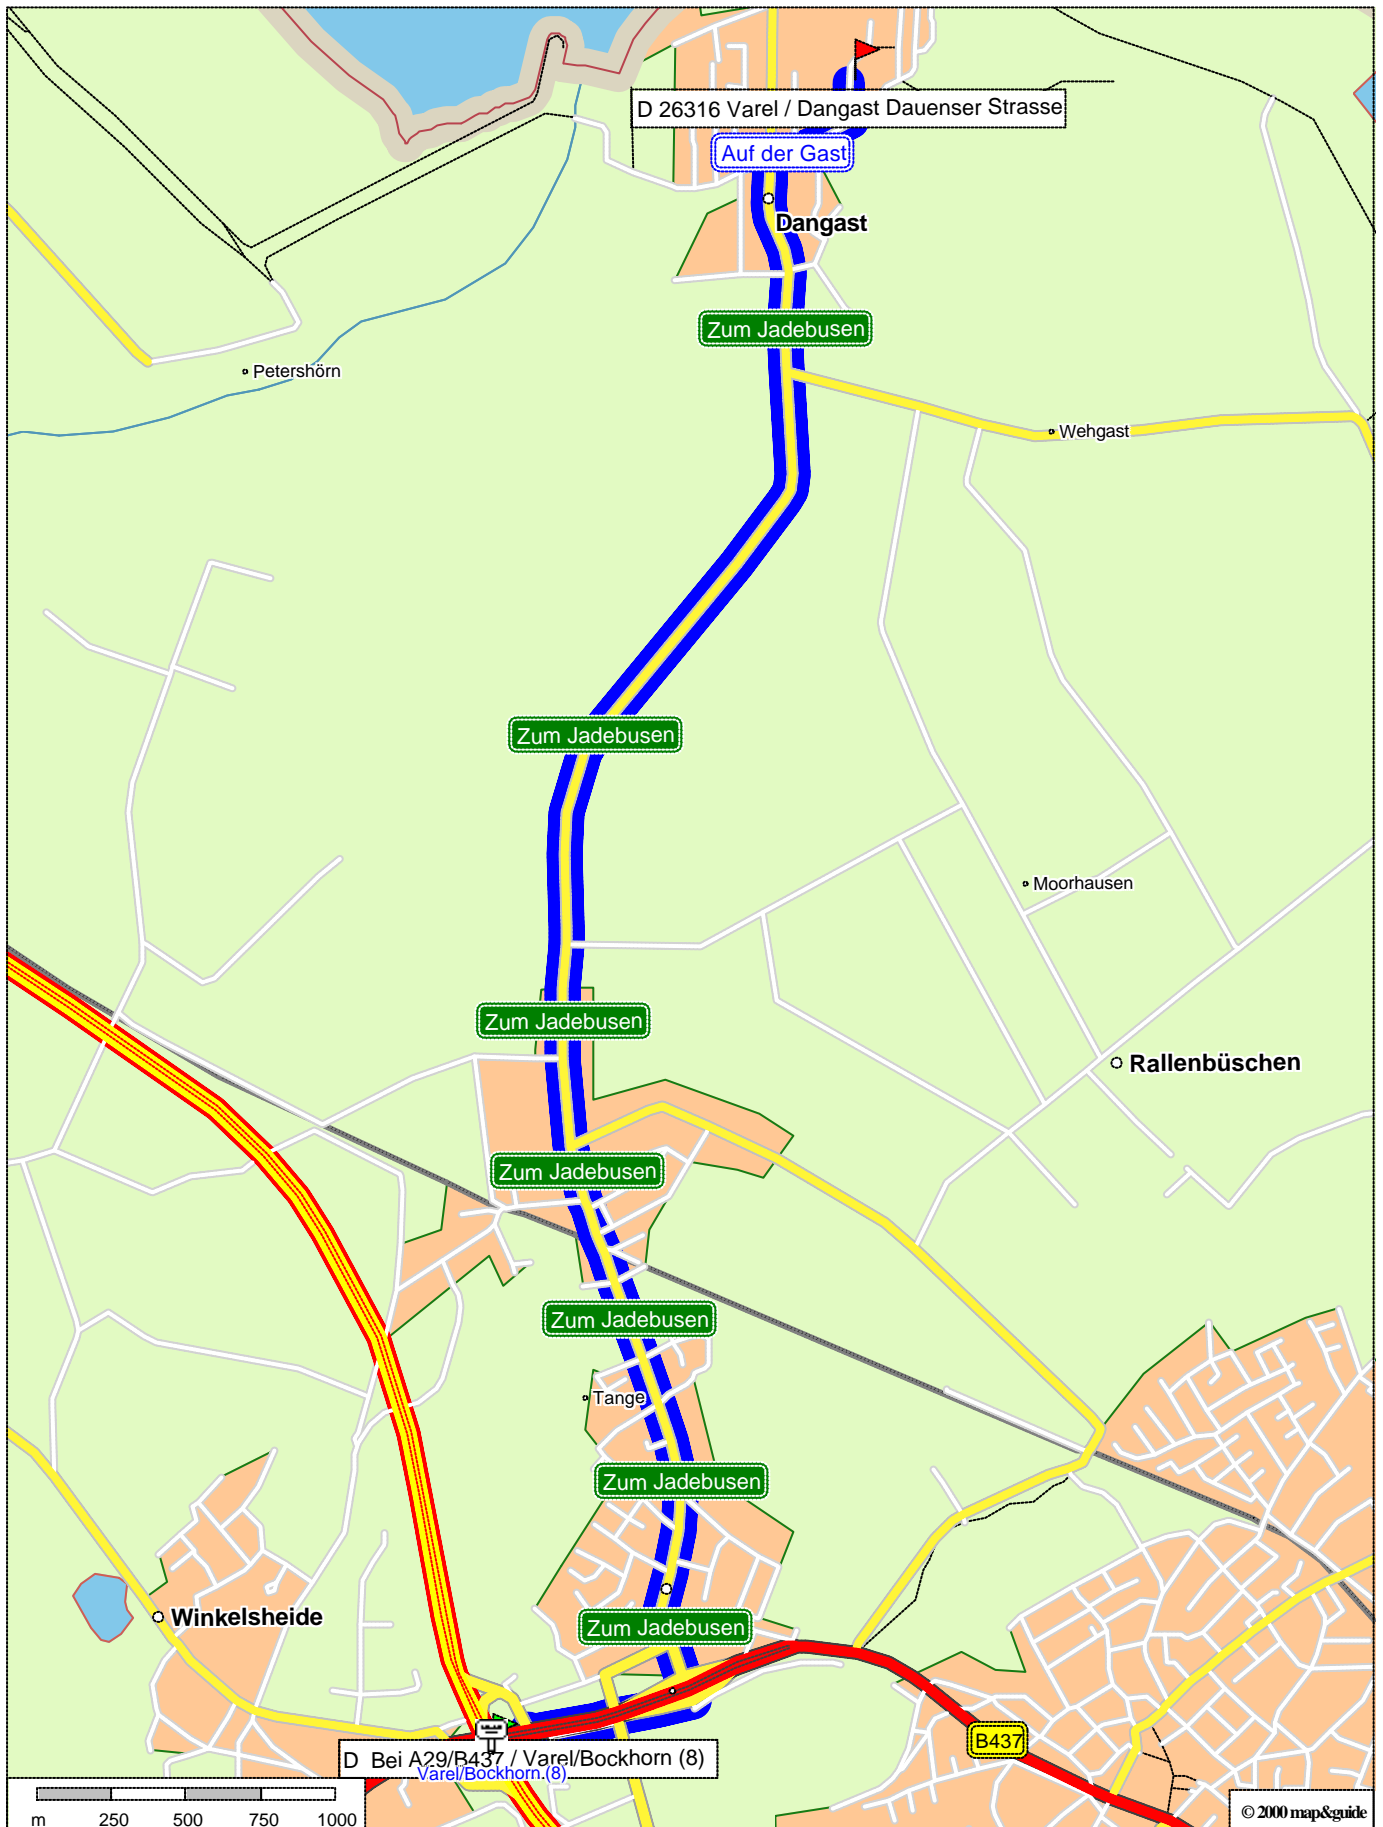 D 26316 Varel / Dangast Dauenser Strasse
Auf der Gast
Dangast
Zum Jadebusen
Petershörn
Wehgast
Zum Jadebusen
Moorhausen
Zum Jadebusen
Rallenbüschen
Zum Jadebusen
Zum Jadebusen
Tange
Zum Jadebusen
Winkelsheide
Zum Jadebusen
B437
D Bei A29/B437 / Varel/Bockhorn (8)
Varel/Bockhorn (8)
m 250 500 750 1000
© 2000 map&guide